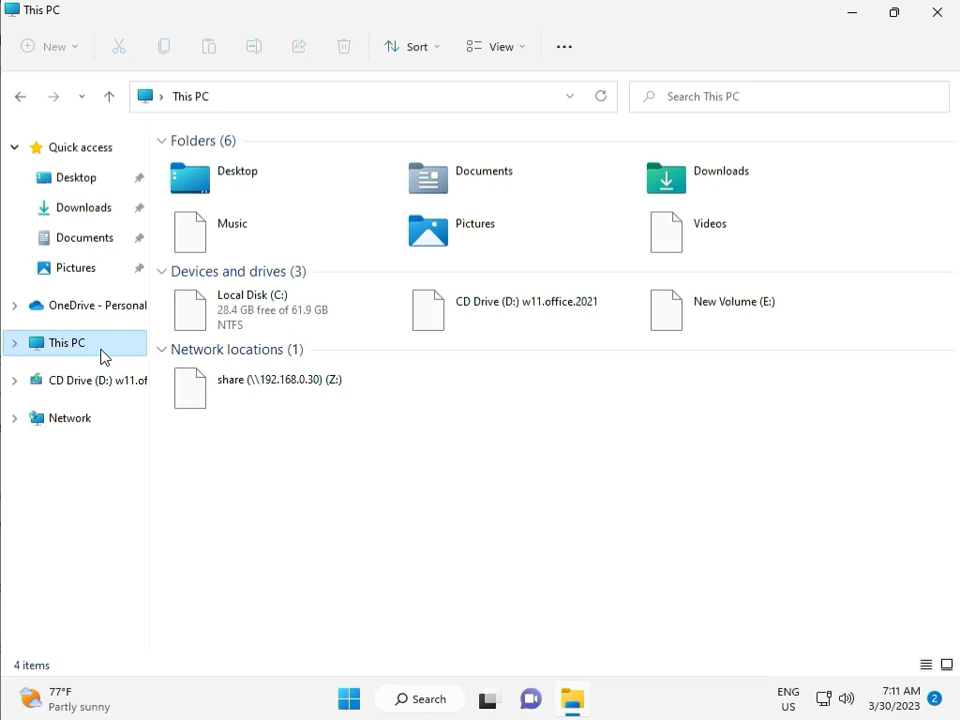 This PC
New
Sort
View
This PC
Search This PC
Quick access
Desktop
Downloads
Documents
Pictures
OneDrive - Personal
This PC
CD Drive (D:) w11.of
Network
Folders (6)
Desktop
Documents
Downloads
Music
Pictures
Videos
Devices and drives (3)
Local Disk (C:)
28.4 GB free of 61.9 GB
NTFS
CD Drive (D:) w11.office.2021
New Volume (E:)
Network locations (1)
share (\\192.168.0.30) (Z:)
4 items
77°F
Partly sunny
Search
ENG
US
7:11 AM
3/30/2023
2